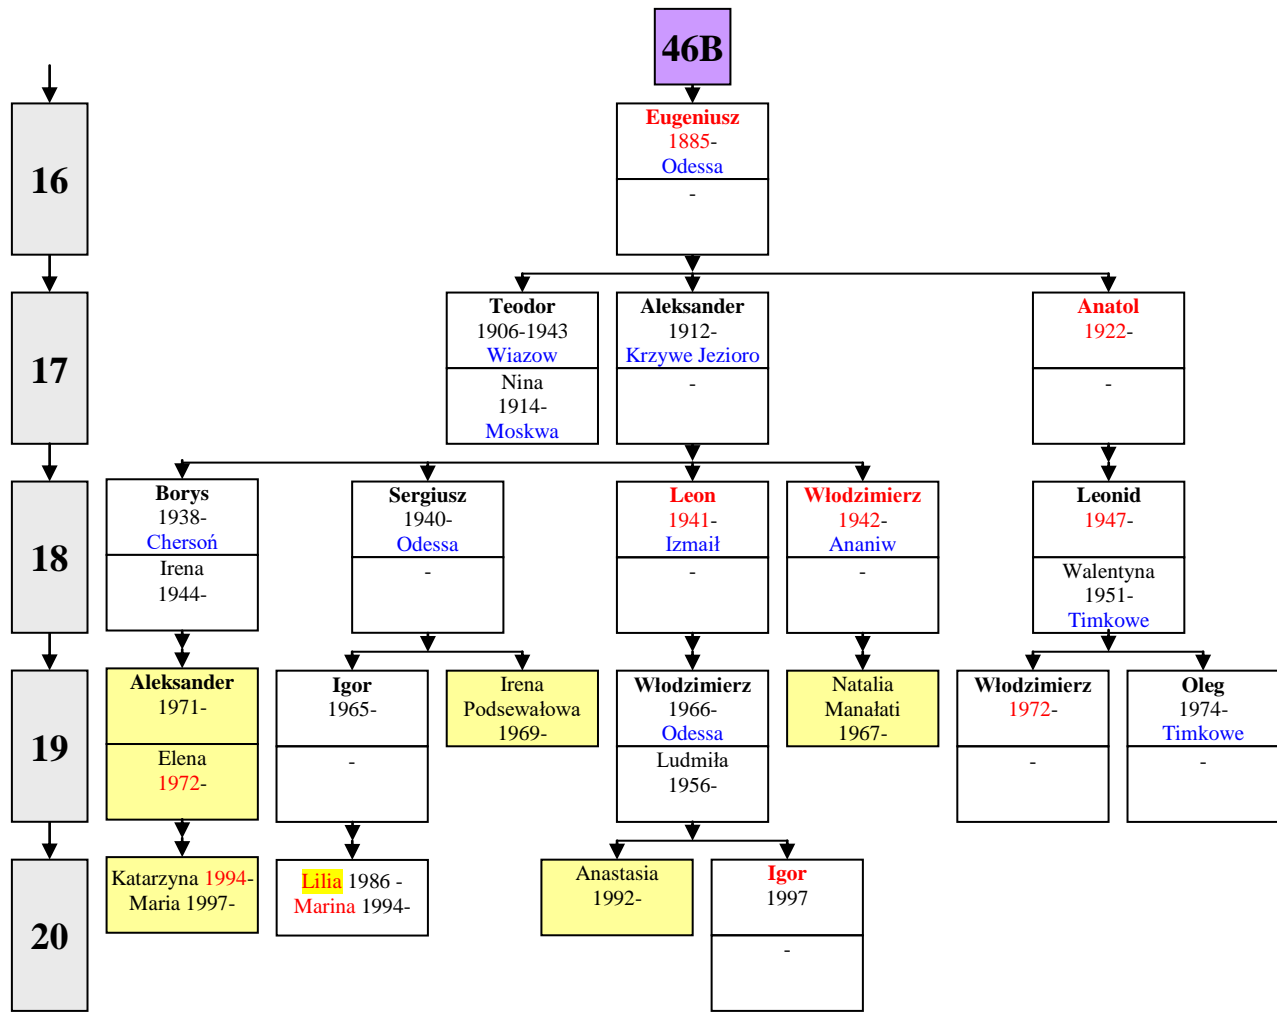 46B
16
Eugeniusz
1885-
Odessa
-
17
Teodor
1906-1943
Wiazow
Nina
1914-
Moskwa
Aleksander
1912-
Krzywe Jezioro
-
Anatol
1922-
-
18
Borys
1938-
Chersoń
Irena
1944-
Sergiusz
1940-
Odessa
-
Leon
1941-
Izmaił
-
Włodzimierz
1942-
Ananiw
-
Leonid
1947-
Walentyna
1951-
Timkowe
19
Aleksander
1971-
Elena
1972-
Igor
1965-
-
Irena
Podsewałowa
1969-
Włodzimierz
1966-
Odessa
Ludmiła
1956-
Natalia
Manałati
1967-
Włodzimierz
1972-
-
Oleg
1974-
Timkowe
-
20
Katarzyna 1994-
Maria 1997-
Lilia 1986 -
Marina 1994-
Anastasia
1992-
Igor
1997
-